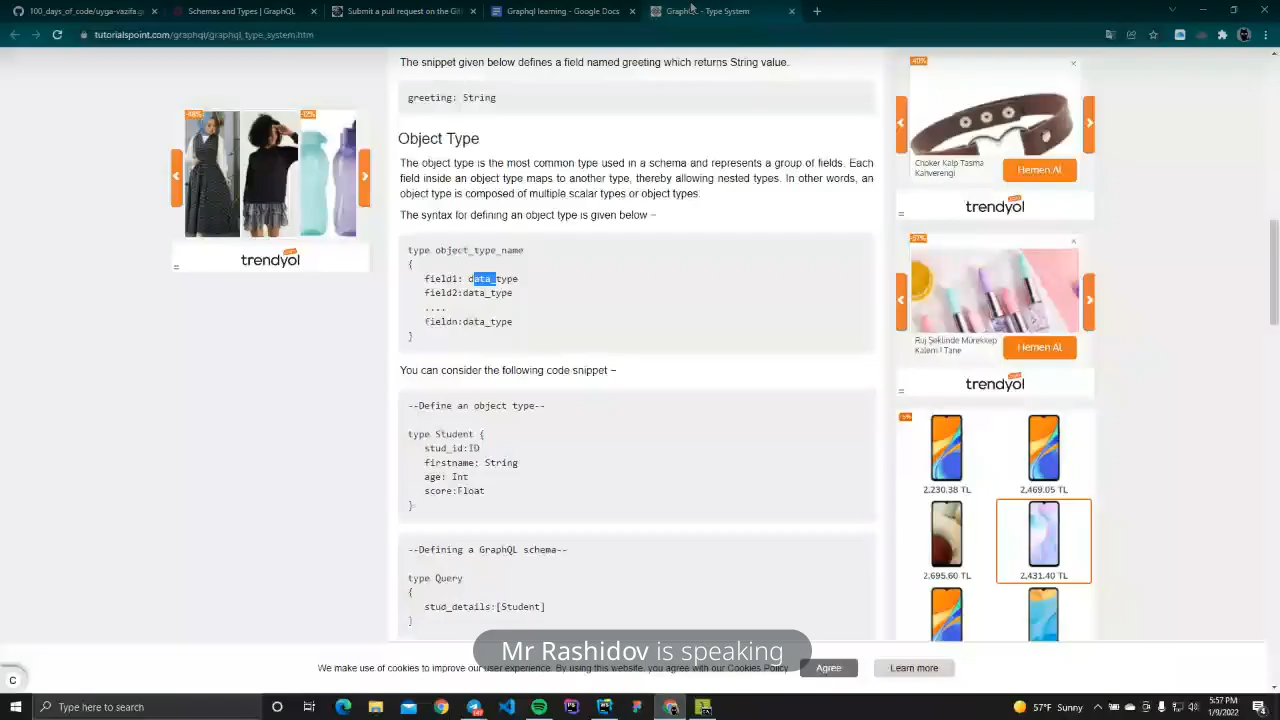 100_days_of_code/uyga-vazifa.g
Schemas and Types | GraphQL
Submit a pull request on the Gitl
Graphql learning - Google Docs
GraphQL - Type System
tutorialspoint.com/graphql/graphql_type_system.htm
The snippet given below defines a field named greeting which returns String value.
greeting: String
Object Type
The object type is the most common type used in a schema and represents a group of fields. Each
field inside an object type maps to another type, thereby allowing nested types. In other words, an
object type is composed of multiple scalar types or object types.
The syntax for defining an object type is given below −
type object_type_name
{
field1: data_type
field2:data_type
....
fieldn:data_type
}
You can consider the following code snippet −
--Define an object type--
type Student {
stud_id:ID
firstname: String
age: Int
score:Float
}
--Defining a GraphQL schema--
type Query
{
stud_details:[Student]
}
trendyol
Choker Kalp Tasma
Kahverengi
Hemen Al
trendyol
Ruj Şeklinde Mürekkep
Kalemi 1 Tane
Hemen Al
trendyol
2,230.38 TL
2,469.05 TL
2,695.60 TL
2,431.40 TL
Mr Rashidov is speaking
We make use of cookies to improve our user experience. By using this website, you agree with our Cookies Policy
Agree
Learn more
C
Type here to search
57°F Sunny
5:57 PM
1/9/2022